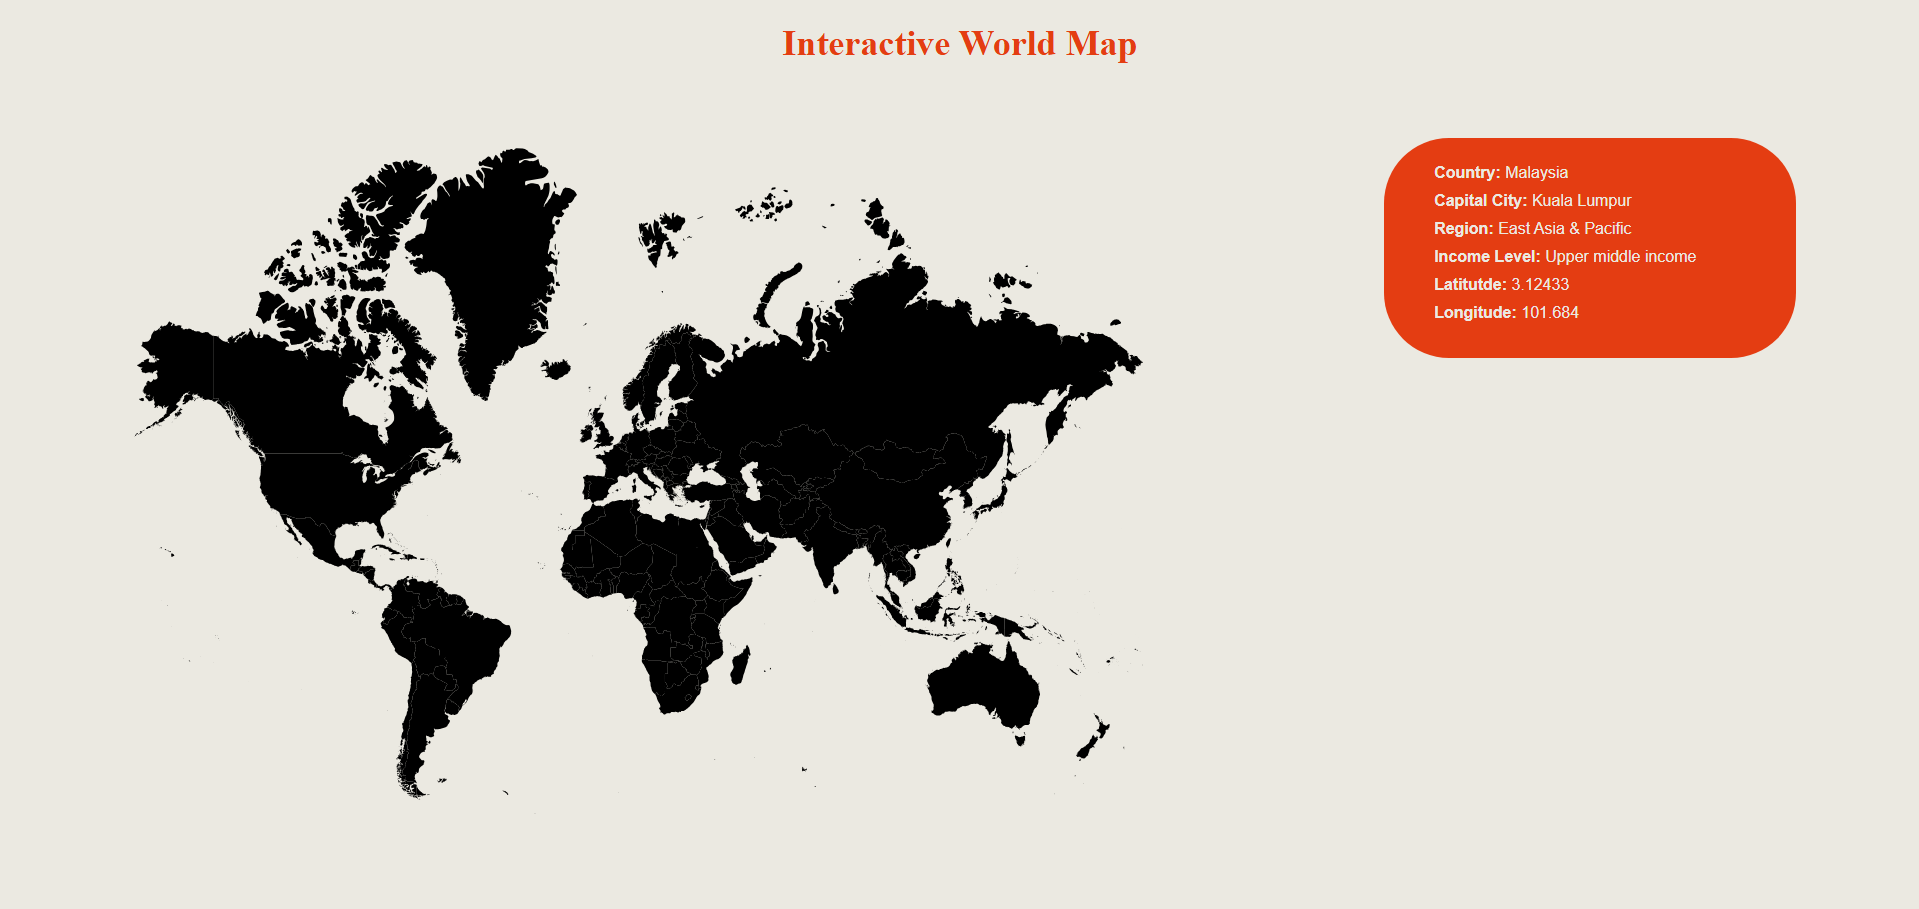 Interactive World Map
Country: Malaysia
Capital City: Kuala Lumpur
Region: East Asia & Pacific
Income Level: Upper middle income
Latitutde: 3.12433
Longitude: 101.684